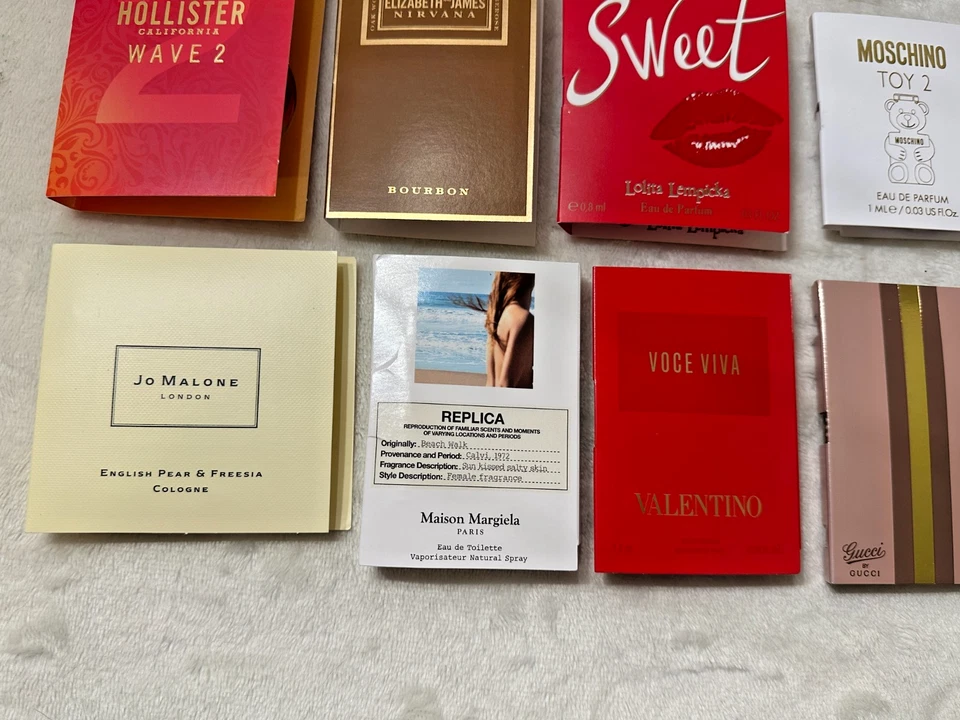 HOLLISTER
CALIFORNIA
WAVE 2
ELIZABETH AND JAMES
NIRVANA
BOURBON
Sweet
Lolita Lempicka
Eau de Parfum
℮ 0,8 ml
MOSCHINO
TOY 2
MOSCHINO
EAU DE PARFUM
1 ML ℮ / 0.03 US Fl.Oz.
JO MALONE
LONDON
ENGLISH PEAR & FREESIA
COLOGNE
REPLICA
REPRODUCTION OF FAMILIAR SCENTS AND MOMENTS
OF VARYING LOCATIONS AND PERIODS
Originally: Beach Walk
Provenance and Period: Calvi, 1972
Fragrance Description: Sun kissed salty skin
Style Description: Female fragrance
Maison Margiela
PARIS
Eau de Toilette
Vaporisateur Natural Spray
VOCE VIVA
VALENTINO
Gucci
BY
GUCCI